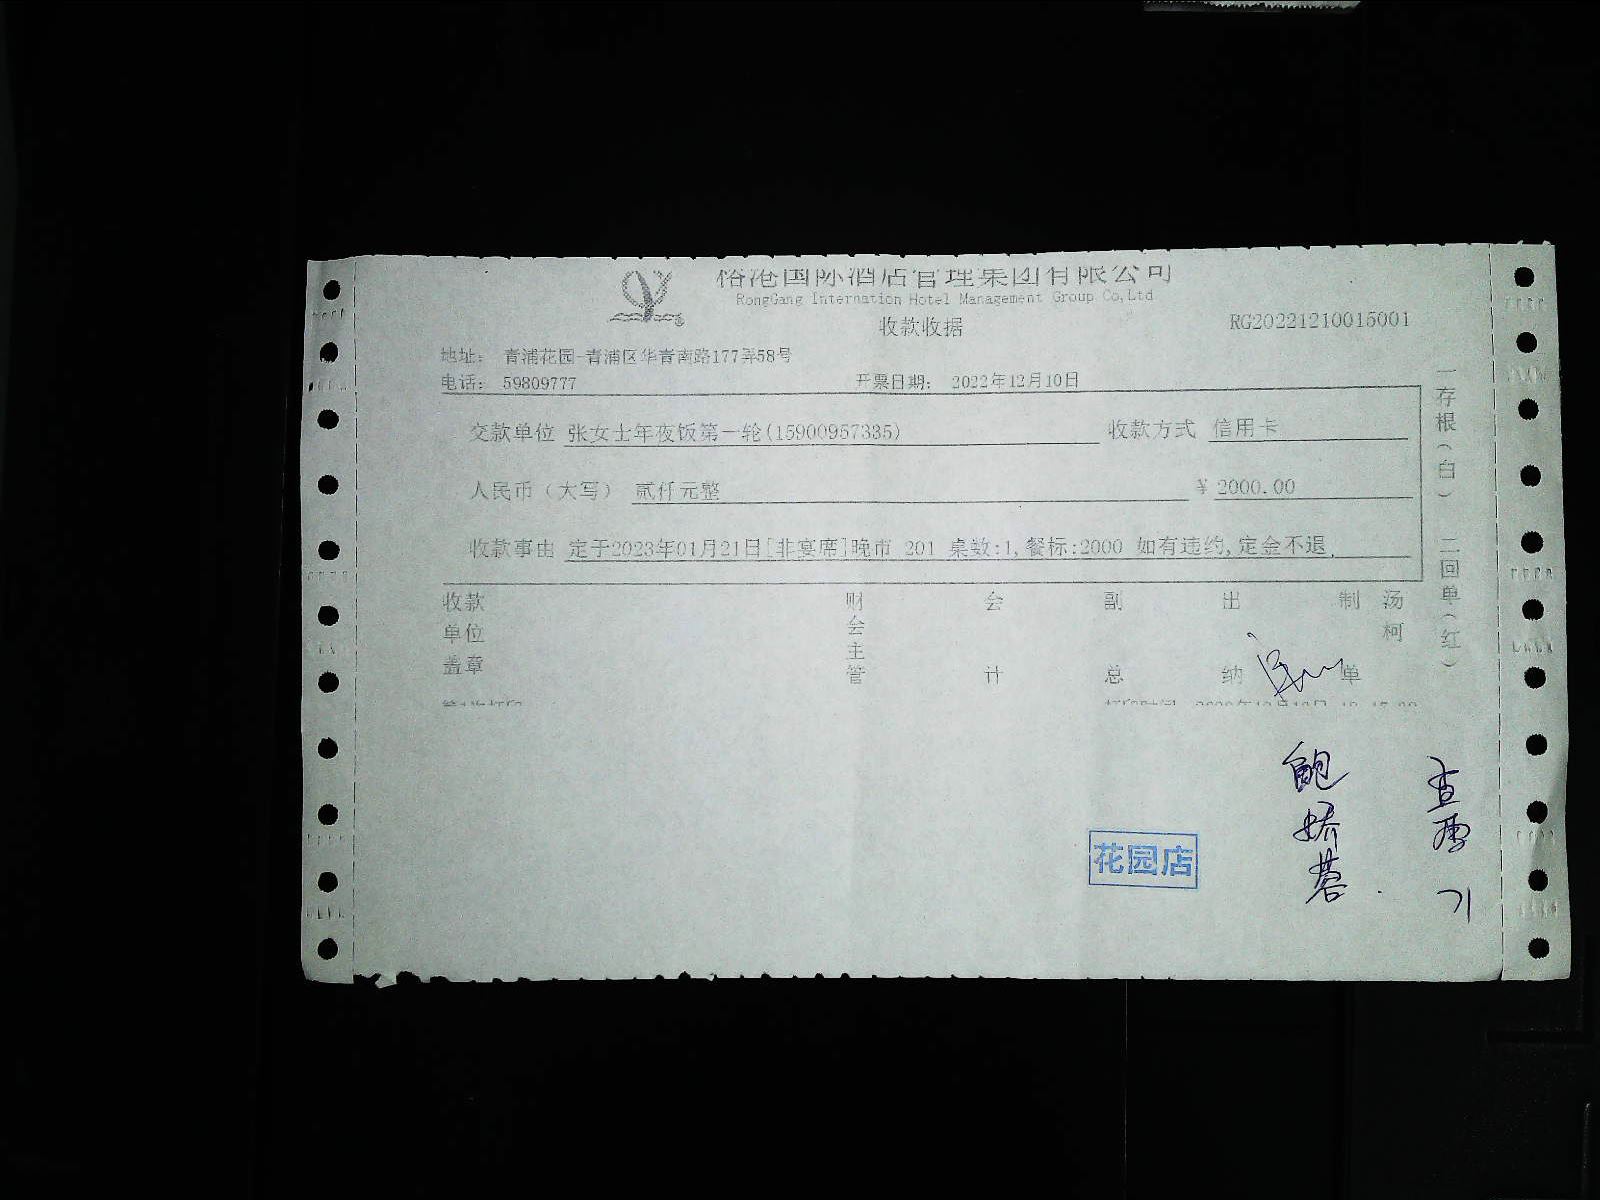 榕港国际酒店管理集团有限公司
RongGang Internation Hotel Management Group Co,Ltd
收款收据
RG20221210015001
地址： 青浦花园-青浦区华青南路177弄58号
电话： 59809777
开票日期： 2022年12月10日
交款单位 张女士年夜饭第一轮(15900957335)
收款方式 信用卡
人民币（大写） 贰仟元整
¥ 2000.00
收款事由 定于2023年01月21日[非宴席]晚市 201 桌数:1,餐标:2000 如有违约,定金不退.
一存根（白） 二回单（红）
收款单位盖章
财会主管
会计
副总
出纳
制单
汤柯
鲍娇蓉
花园店